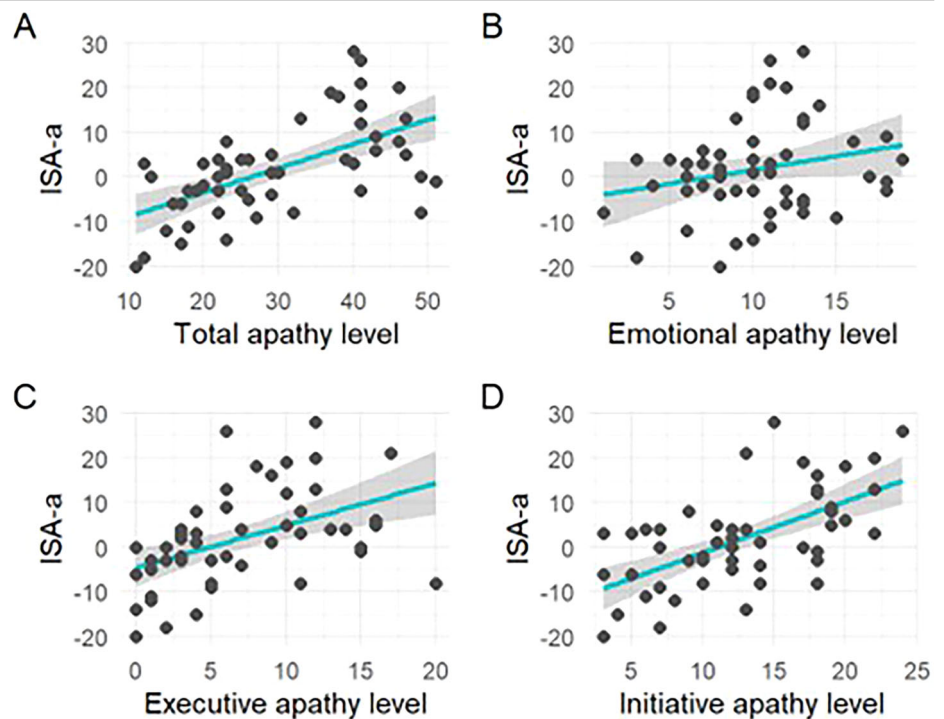 A
30
20
10
0
-10
-20
ISA-a
10 20 30 40 50
Total apathy level
B
30
20
10
0
-10
-20
ISA-a
5 10 15
Emotional apathy level
C
30
20
10
0
-10
-20
ISA-a
0 5 10 15 20
Executive apathy level
D
30
20
10
0
-10
-20
ISA-a
5 10 15 20 25
Initiative apathy level